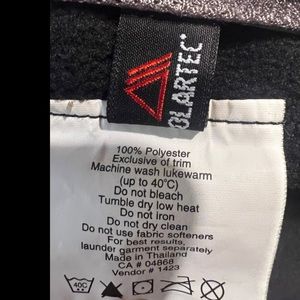 OLARTEC
100% Polyester
Exclusive of trim
Machine wash lukewarm
(up to 40°C)
Do not bleach
Tumble dry low heat
Do not iron
Do not dry clean
Do not use fabric softeners
For best results,
launder garment separately
Made in Thailand
CA # 04868
Vendor # 1423
40C